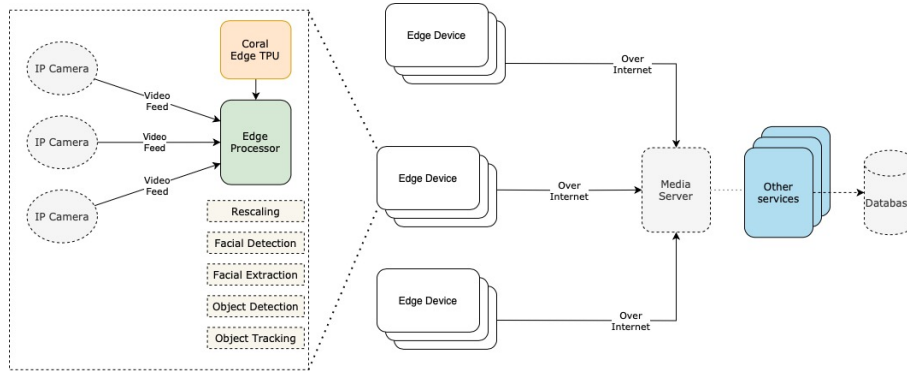 Coral
Edge TPU
IP Camera
Video
Feed
IP Camera
Video
Feed
Edge
Processor
IP Camera
Video
Feed
Rescaling
Facial Detection
Facial Extraction
Object Detection
Object Tracking
Edge Device
Over
Internet
Edge Device
Over
Internet
Edge Device
Over
Internet
Media
Server
Other
services
Database